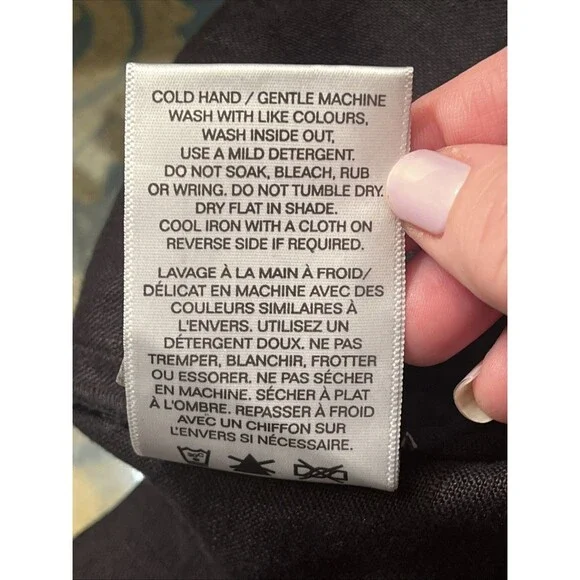 COLD HAND / GENTLE MACHINE
WASH WITH LIKE COLOURS,
WASH INSIDE OUT,
USE A MILD DETERGENT.
DO NOT SOAK, BLEACH, RUB
OR WRING. DO NOT TUMBLE DRY.
DRY FLAT IN SHADE.
COOL IRON WITH A CLOTH ON
REVERSE SIDE IF REQUIRED.
LAVAGE À LA MAIN À FROID/
DÉLICAT EN MACHINE AVEC DES
COULEURS SIMILAIRES À
L'ENVERS. UTILISEZ UN
DÉTERGENT DOUX. NE PAS
TREMPER, BLANCHIR, FROTTER
OU ESSORER. NE PAS SÉCHER
EN MACHINE. SÉCHER À PLAT
À L'OMBRE. REPASSER À FROID
AVEC UN CHIFFON SUR
L'ENVERS SI NÉCESSAIRE.